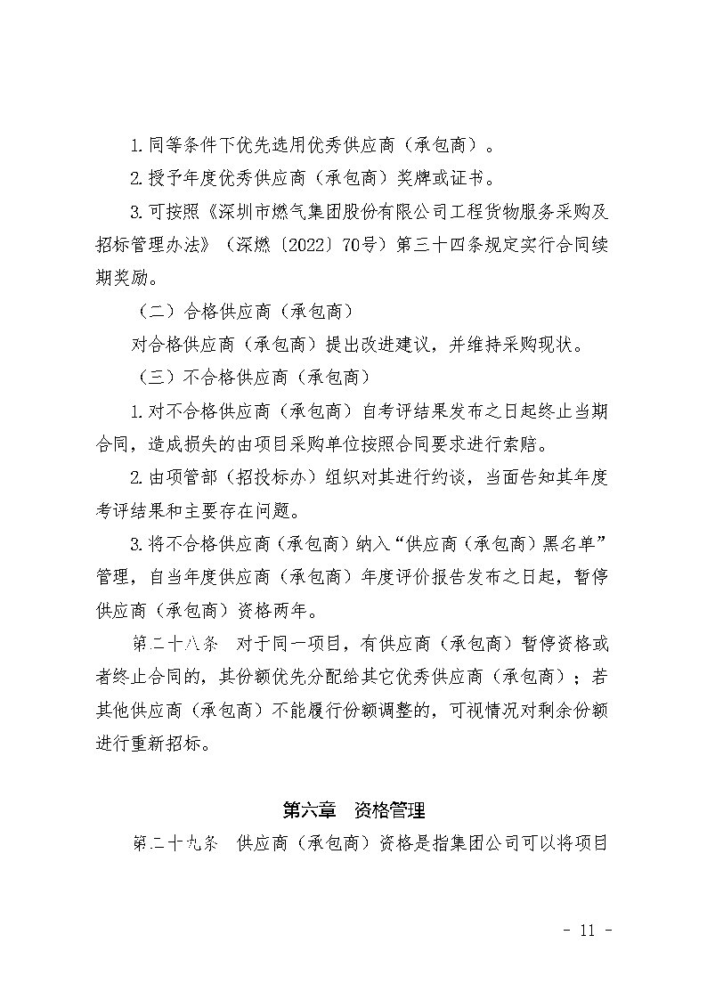 1. 同等条件下优先选用优秀供应商（承包商）。
2. 授予年度优秀供应商（承包商）奖牌或证书。
3. 可按照《深圳市燃气集团股份有限公司工程货物服务采购及
招标管理办法》（深燃〔2022〕70号）第三十四条规定实行合同续
期奖励。
（二）合格供应商（承包商）
对合格供应商（承包商）提出改进建议，并维持采购现状。
（三）不合格供应商（承包商）
1. 对不合格供应商（承包商）自考评结果发布之日起终止当期
合同，造成损失的由项目采购单位按照合同要求进行索赔。
2. 由项管部（招投标办）组织对其进行约谈，当面告知其年度
考评结果和主要存在问题。
3. 将不合格供应商（承包商）纳入“供应商（承包商）黑名单”
管理，自当年度供应商（承包商）年度评价报告发布之日起，暂停
供应商（承包商）资格两年。
第二十八条　对于同一项目，有供应商（承包商）暂停资格或
者终止合同的，其份额优先分配给其它优秀供应商（承包商）；若
其他供应商（承包商）不能履行份额调整的，可视情况对剩余份额
进行重新招标。
第六章　资格管理
第二十九条　供应商（承包商）资格是指集团公司可以将项目
- 11 -